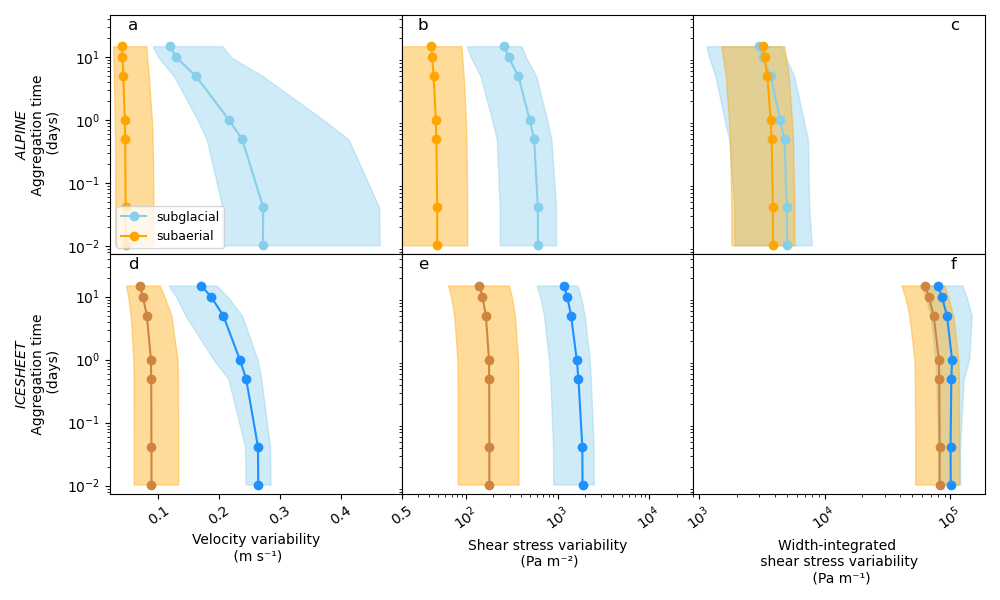 a
b
c
10¹
10⁰
10⁻¹
10⁻²
ALPINE
Aggregation time
(days)
subglacial
subaerial
d
e
f
10¹
10⁰
10⁻¹
10⁻²
ICESHEET
Aggregation time
(days)
0.1
0.2
0.3
0.4
0.5
10²
10³
10⁴
10³
10⁴
10⁵
Velocity variability
(m s⁻¹)
Shear stress variability
(Pa m⁻²)
Width-integrated
shear stress variability
(Pa m⁻¹)